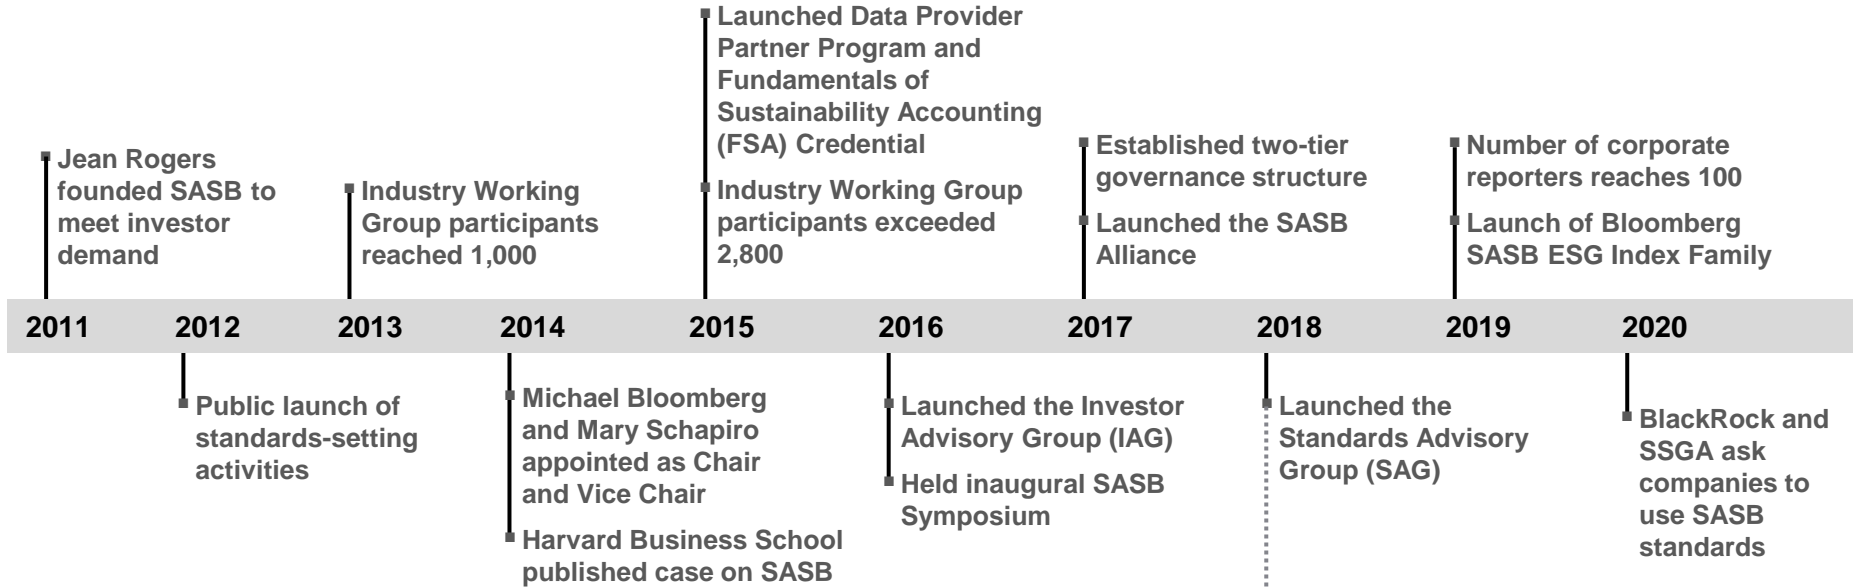 Launched Data Provider
Partner Program and
Fundamentals of
Sustainability Accounting
(FSA) Credential
Industry Working Group
participants exceeded
2,800
Jean Rogers
founded SASB to
meet investor
demand
Industry Working
Group participants
reached 1,000
Established two-tier
governance structure
Launched the SASB
Alliance
Number of corporate
reporters reaches 100
Launch of Bloomberg
SASB ESG Index Family
2011 2012 2013 2014 2015 2016 2017 2018 2019 2020
Public launch of
standards-setting
activities
Michael Bloomberg
and Mary Schapiro
appointed as Chair
and Vice Chair
Harvard Business School
published case on SASB
Launched the Investor
Advisory Group (IAG)
Held inaugural SASB
Symposium
Launched the
Standards Advisory
Group (SAG)
BlackRock and
SSGA ask
companies to
use SASB
standards